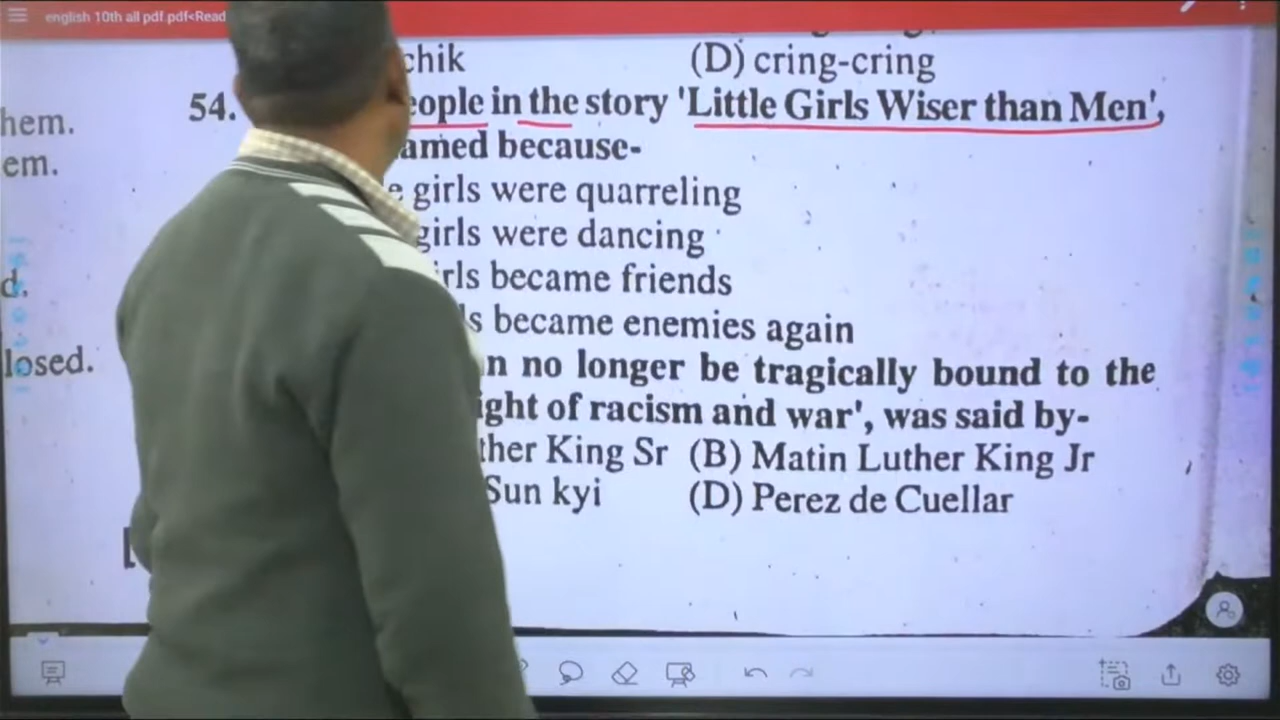 english 10th all pdf.pdf<Read
chik (D) cring-cring
hem.
54. eople in the story 'Little Girls Wiser than Men',
em.
amed because-
girls were quarreling
girls were dancing
d.
rls became friends
s became enemies again
losed.
n no longer be tragically bound to the
ight of racism and war', was said by-
ther King Sr (B) Matin Luther King Jr
Sun kyi (D) Perez de Cuellar